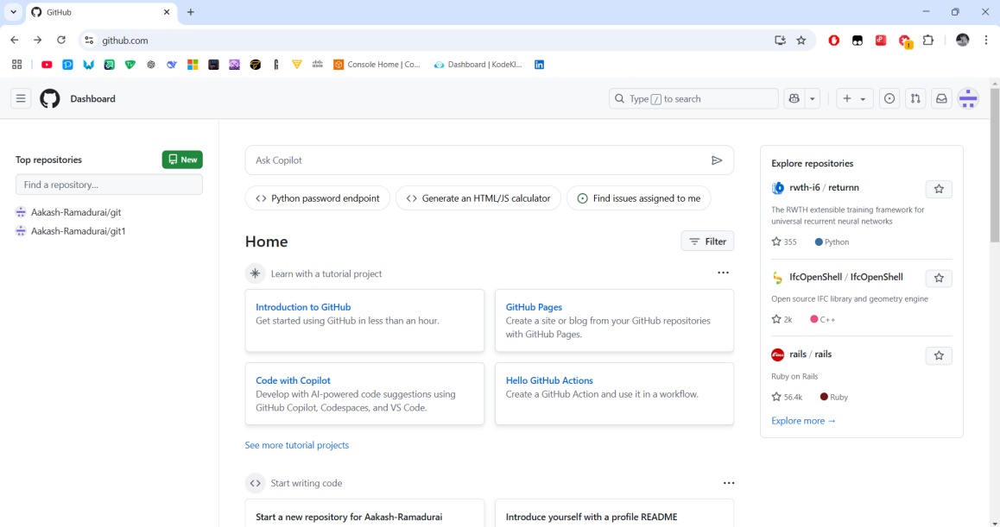 GitHub
github.com
Console Home | Co...
Dashboard | KodeKl...
Dashboard
Type / to search
Top repositories
New
Find a repository...
Aakash-Ramadurai/git
Aakash-Ramadurai/git1
Ask Copilot
Python password endpoint
Generate an HTML/JS calculator
Find issues assigned to me
Home
Filter
Learn with a tutorial project
Introduction to GitHub
Get started using GitHub in less than an hour.
GitHub Pages
Create a site or blog from your GitHub repositories
with GitHub Pages.
Code with Copilot
Develop with AI-powered code suggestions using
GitHub Copilot, Codespaces, and VS Code.
Hello GitHub Actions
Create a GitHub Action and use it in a workflow.
See more tutorial projects
Start writing code
Start a new repository for Aakash-Ramadurai
Introduce yourself with a profile README
Explore repositories
rwth-i6 / returnn
The RWTH extensible training framework for
universal recurrent neural networks
355
Python
IfcOpenShell / IfcOpenShell
Open source IFC library and geometry engine
2k
C++
rails / rails
Ruby on Rails
56.4k
Ruby
Explore more →